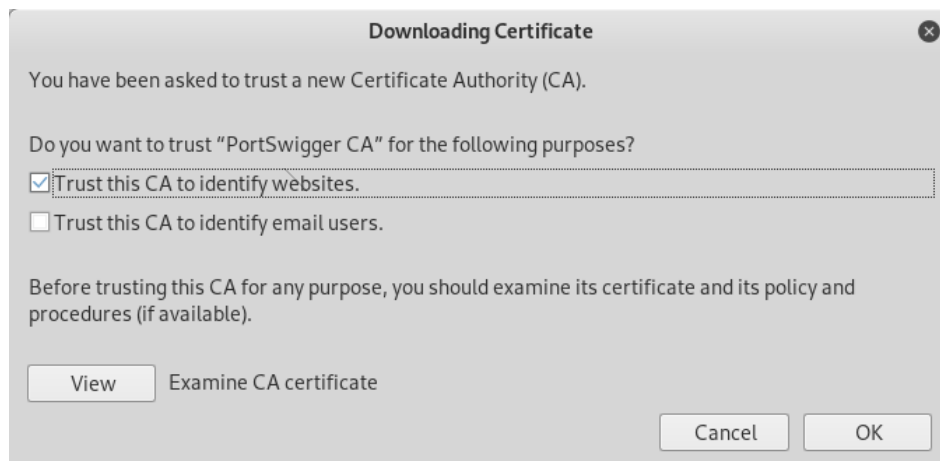 Downloading Certificate
You have been asked to trust a new Certificate Authority (CA).
Do you want to trust “PortSwigger CA” for the following purposes?
Trust this CA to identify websites.
Trust this CA to identify email users.
Before trusting this CA for any purpose, you should examine its certificate and its policy and
procedures (if available).
View Examine CA certificate
Cancel OK